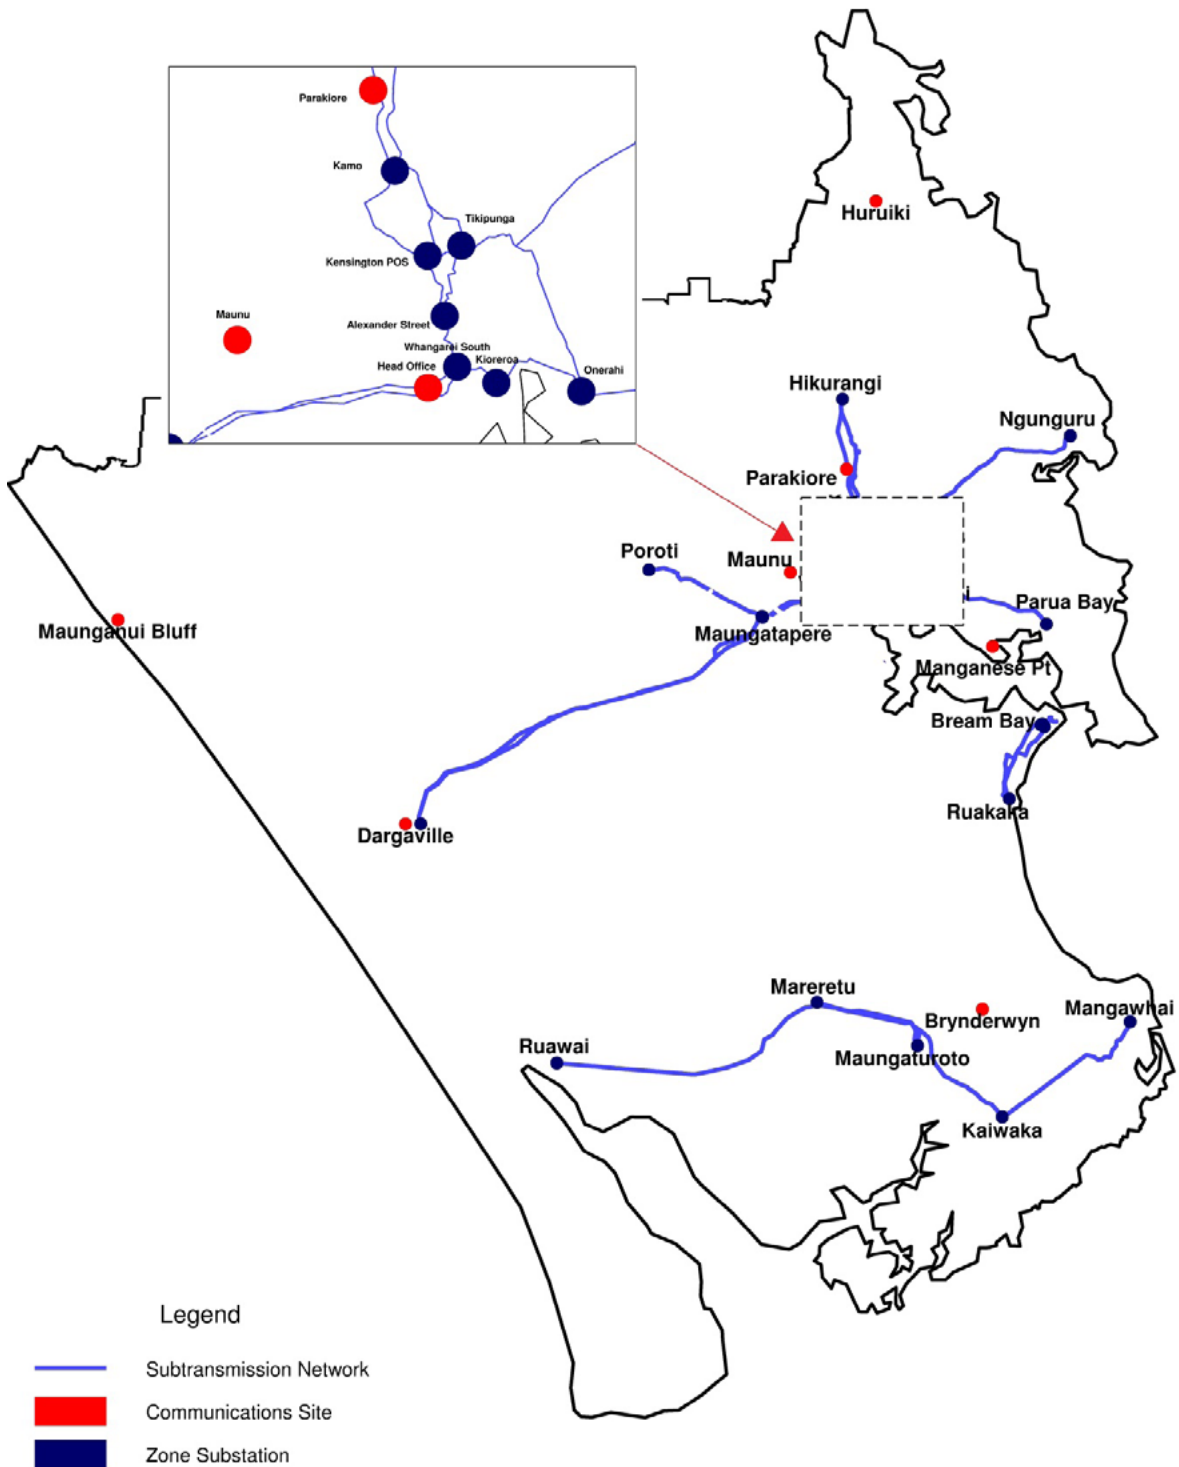 Parakiore
Kamo
Tikipunga
Kensington POS
Maunu
Alexander Street
Whangarei South
Head Office
Kioreroa
Onerahi
Huruiki
Hikurangi
Ngunguru
Parakiore
Poroti
Maunu
Parua Bay
Maunganui Bluff
Maungatapere
Manganese Pt
Bream Bay
Ruakaka
Dargaville
Mareretu
Brynderwyn
Mangawhai
Ruawai
Maungaturoto
Kaiwaka
Legend
Subtransmission Network
Communications Site
Zone Substation